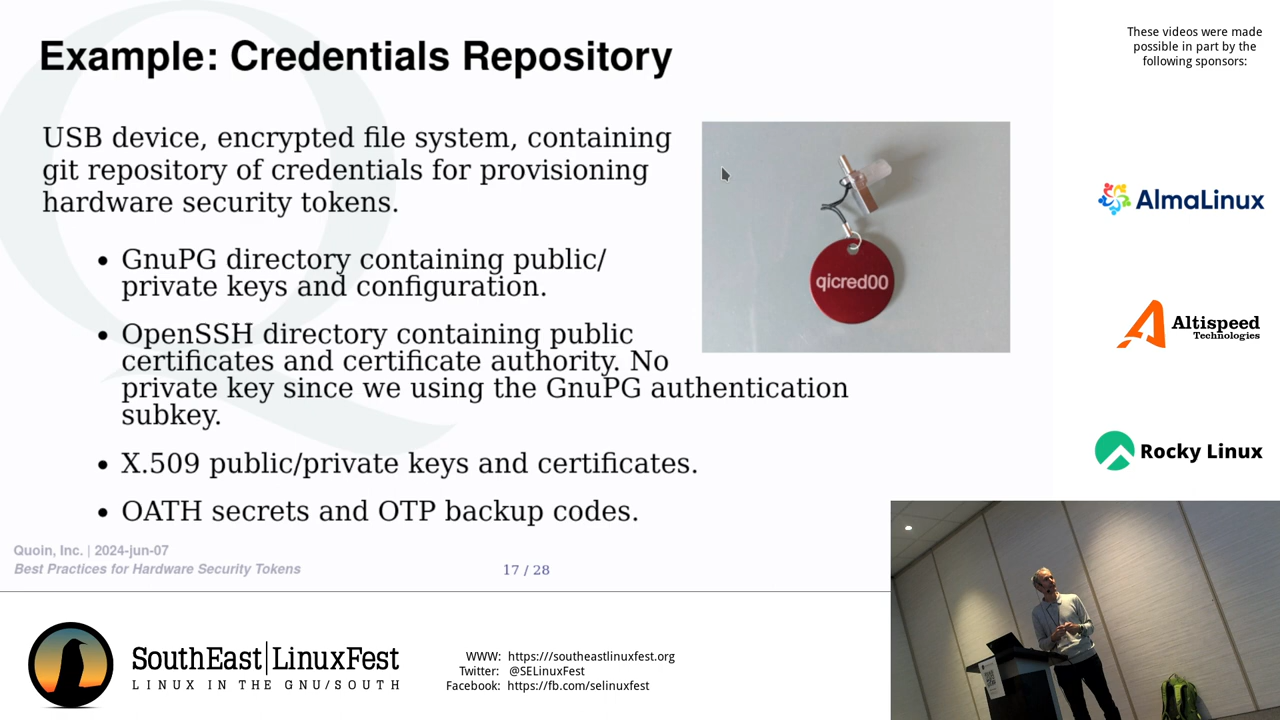 Example: Credentials Repository
USB device, encrypted file system, containing
git repository of credentials for provisioning
hardware security tokens.
• GnuPG directory containing public/
private keys and configuration.
• OpenSSH directory containing public
certificates and certificate authority. No
private key since we using the GnuPG authentication
subkey.
• X.509 public/private keys and certificates.
• OATH secrets and OTP backup codes.
qicred00
Quoin, Inc. | 2024-jun-07
Best Practices for Hardware Security Tokens
17 / 28
These videos were made
possible in part by the
following sponsors:
AlmaLinux
Altispeed
Technologies
Rocky Linux
SouthEast|LinuxFest
LINUX IN THE GNU/SOUTH
WWW: https://southeastlinuxfest.org
Twitter: @SELinuxFest
Facebook: https://fb.com/selinuxfest